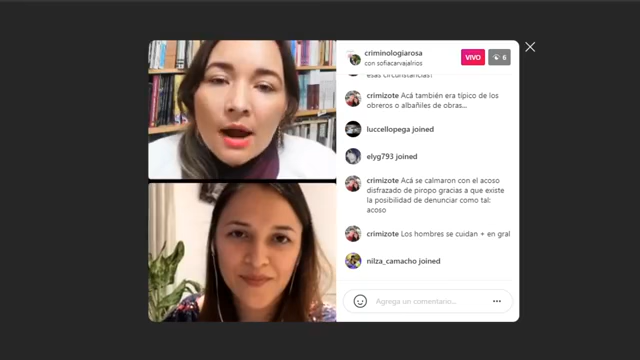 criminologiarosa
con sofiacarvajalrios
VIVO
6
esas circunstancias?
crimizote Acá también era típico de los
obreros o albañiles de obras...
luccellopega joined
elyg793 joined
crimizote Acá se calmaron con el acoso
disfrazado de piropo gracias a que existe
la posibilidad de denunciar como tal:
acoso
crimizote Los hombres se cuidan + en gral
nilza_camacho joined
Agrega un comentario...